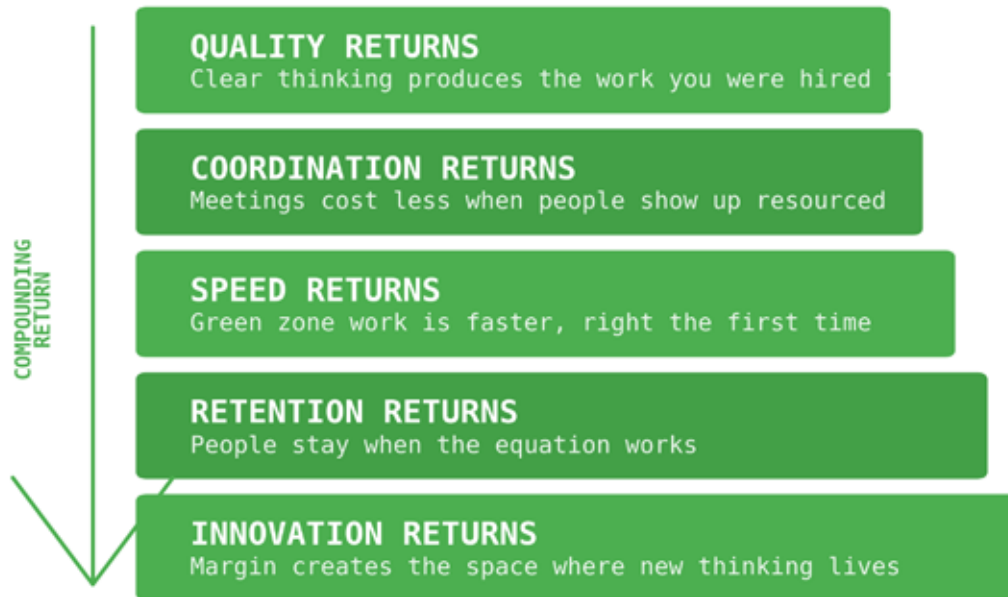 COMPOUNDING
RETURN
QUALITY RETURNS
Clear thinking produces the work you were hired
COORDINATION RETURNS
Meetings cost less when people show up resourced
SPEED RETURNS
Green zone work is faster, right the first time
RETENTION RETURNS
People stay when the equation works
INNOVATION RETURNS
Margin creates the space where new thinking lives